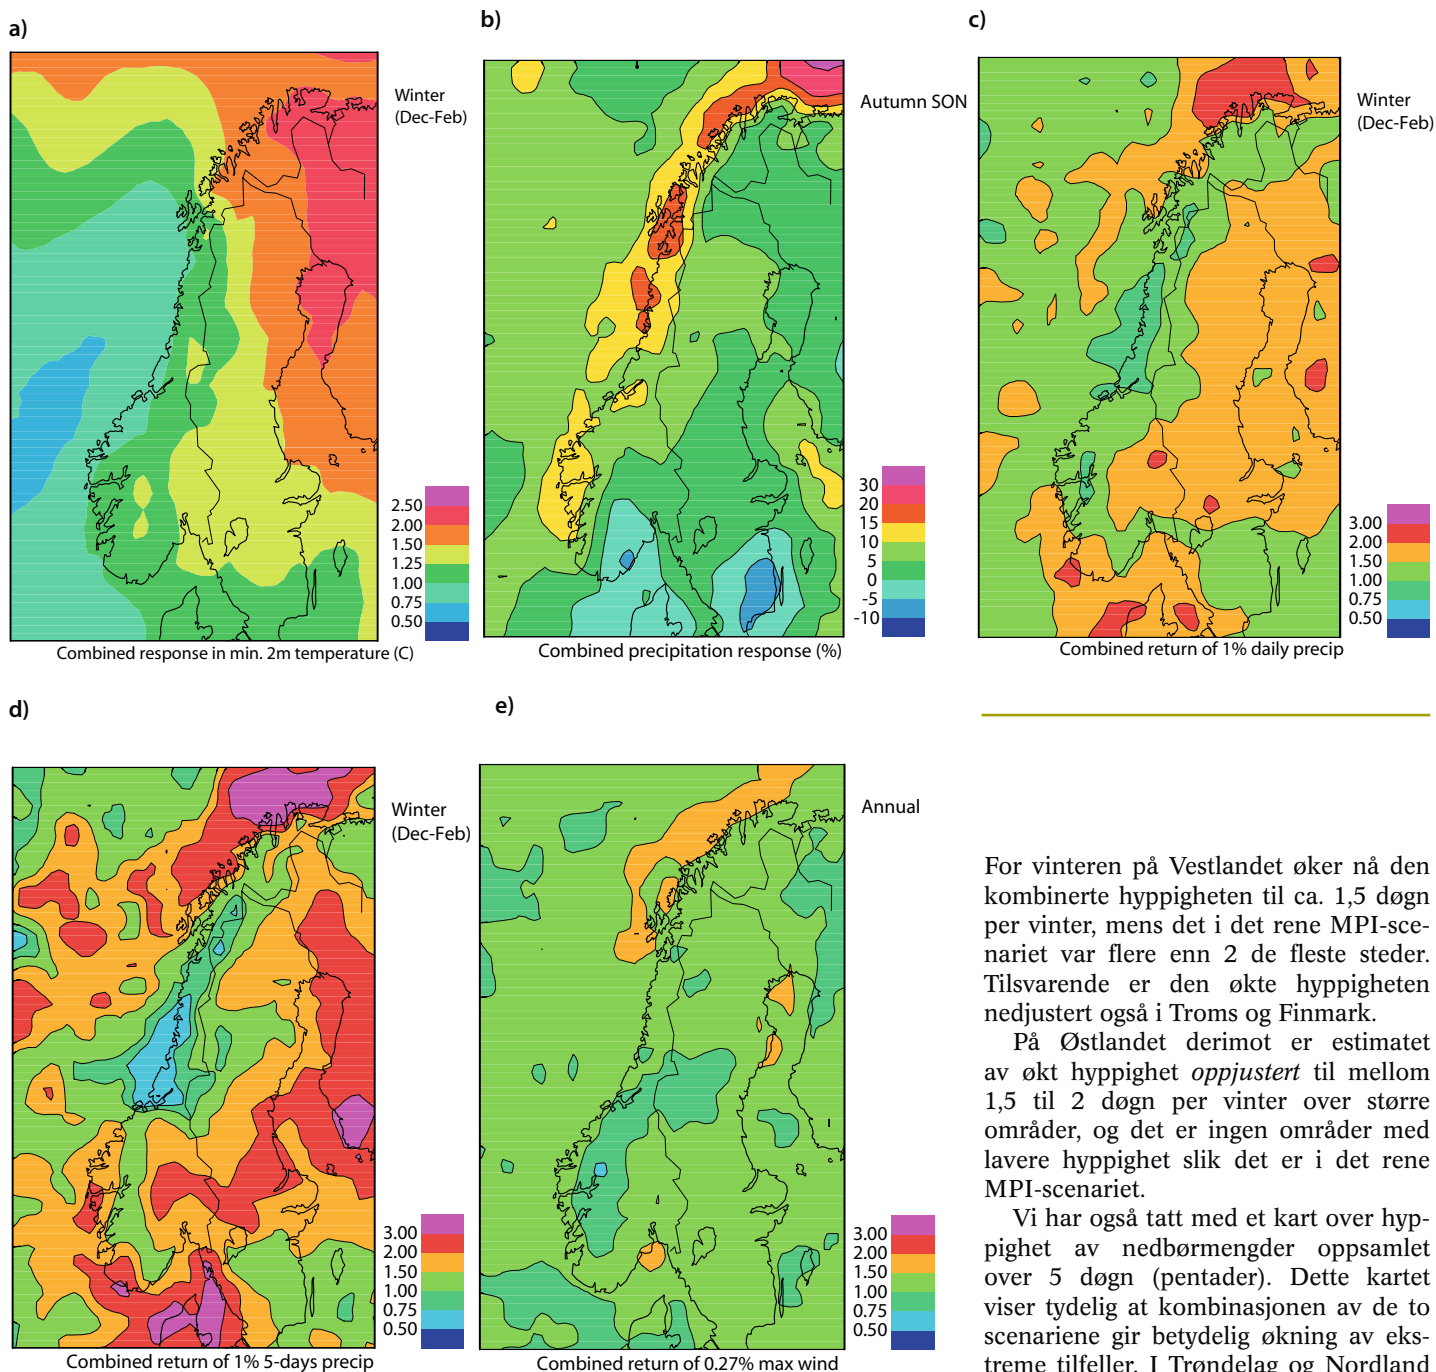 a)
Winter
(Dec-Feb)
2.50
2.00
1.50
1.25
1.00
0.75
0.50
Combined response in min. 2m temperature (C)
b)
Autumn SON
30
20
15
10
5
0
-5
-10
Combined precipitation response (%)
c)
Winter
(Dec-Feb)
3.00
2.00
1.50
1.00
0.75
0.50
Combined return of 1% daily precip
d)
Winter
(Dec-Feb)
3.00
2.00
1.50
1.00
0.75
0.50
Combined return of 1% 5-days precip
e)
Annual
3.00
2.00
1.50
1.00
0.75
0.50
Combined return of 0.27% max wind
For vinteren på Vestlandet øker nå den
kombinerte hyppigheten til ca. 1,5 døgn
per vinter, mens det i det rene MPI-sce-
nariet var flere enn 2 de fleste steder.
Tilsvarende er den økte hyppigheten
nedjustert også i Troms og Finmark.
På Østlandet derimot er estimatet
av økt hyppighet oppjustert til mellom
1,5 til 2 døgn per vinter over større
områder, og det er ingen områder med
lavere hyppighet slik det er i det rene
MPI-scenariet.
Vi har også tatt med et kart over hyp-
pighet av nedbørmengder oppsamlet
over 5 døgn (pentader). Dette kartet
viser tydelig at kombinasjonen av de to
scenariene gir betydelig økning av eks-
treme tilfeller. I Trøndelag og Nordland